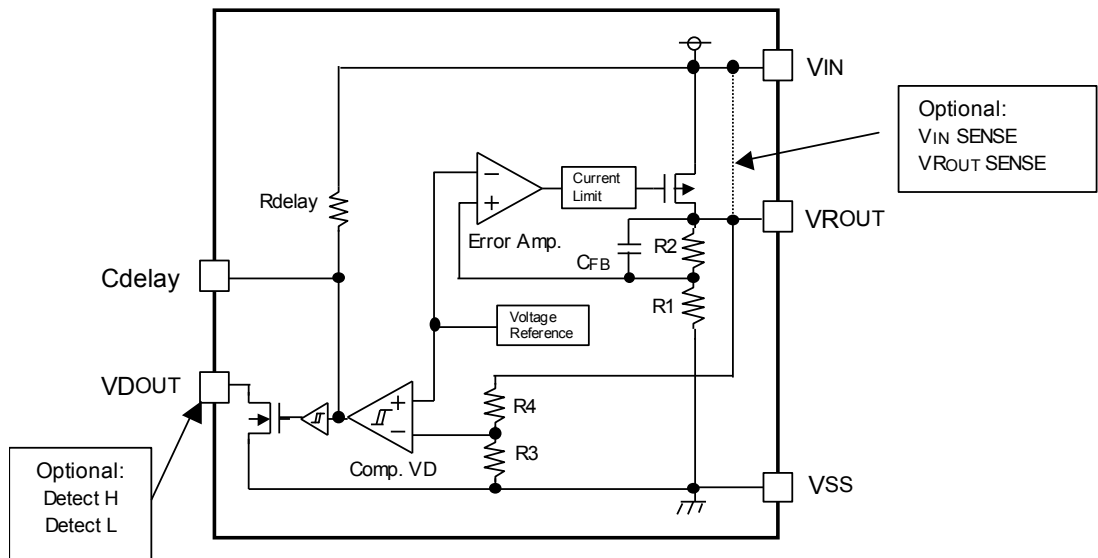 VIN
Optional:
VIN SENSE
VROUT SENSE
Current
Limit
Rdelay
Error Amp.
VROUT
R2
CFB
Cdelay
R1
Voltage
Reference
VDOUT
R4
R3
Comp. VD
VSS
Optional:
Detect H
Detect L